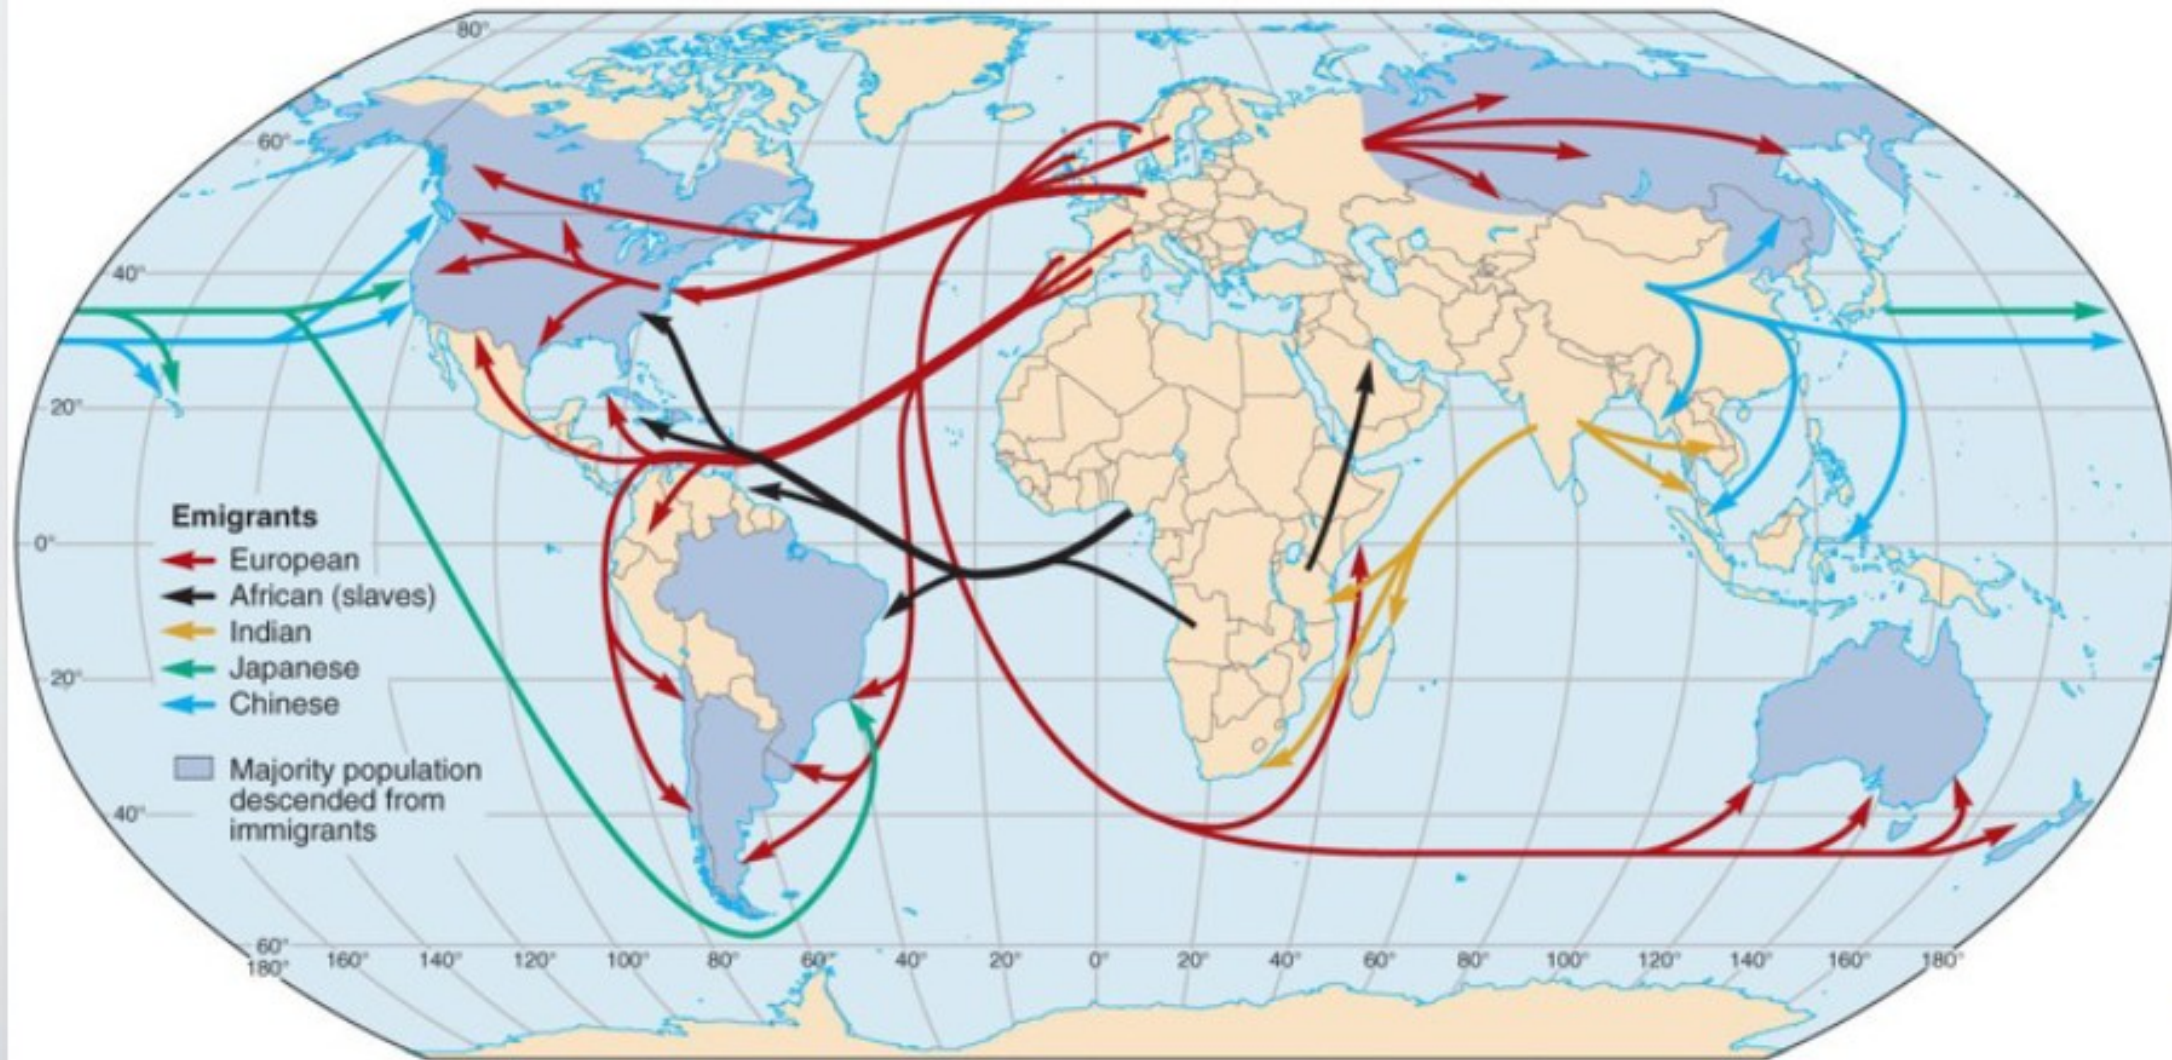 80°
60°
40°
20°
0°
20°
40°
60°
Emigrants
European
African (slaves)
Indian
Japanese
Chinese
Majority population
descended from
immigrants
180° 160° 140° 120° 100° 80° 60° 40° 20° 0° 20° 40° 60° 80° 100° 120° 140° 160° 180°